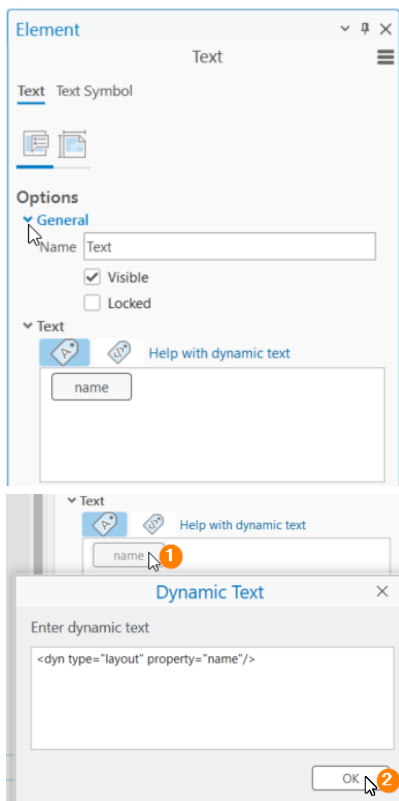 Element
Text
Text Text Symbol
Options
General
Name Text
Visible
Locked
Text
Help with dynamic text
name
Text
Help with dynamic text
name 1
Dynamic Text
Enter dynamic text
<dyn type="layout" property="name"/>
OK 2